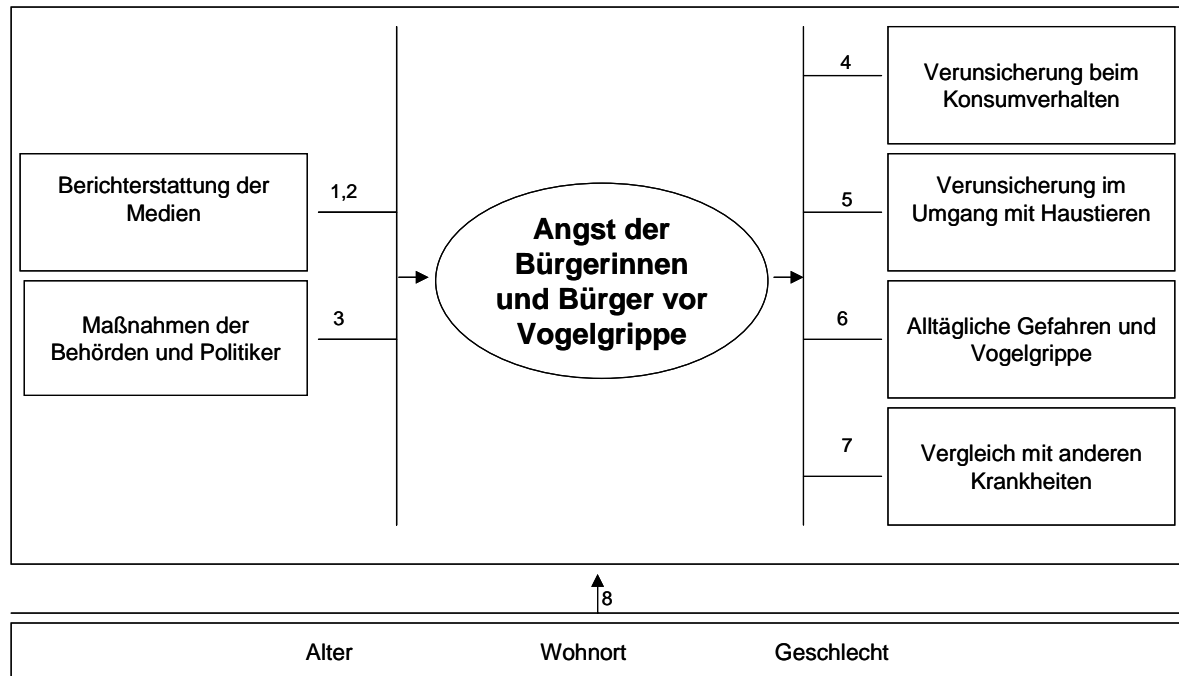 Berichterstattung der
Medien
1,2
Maßnahmen der
Behörden und Politiker
3
Angst der
Bürgerinnen
und Bürger vor
Vogelgrippe
4
Verunsicherung beim
Konsumverhalten
5
Verunsicherung im
Umgang mit Haustieren
6
Alltägliche Gefahren und
Vogelgrippe
7
Vergleich mit anderen
Krankheiten
8
Alter Wohnort Geschlecht